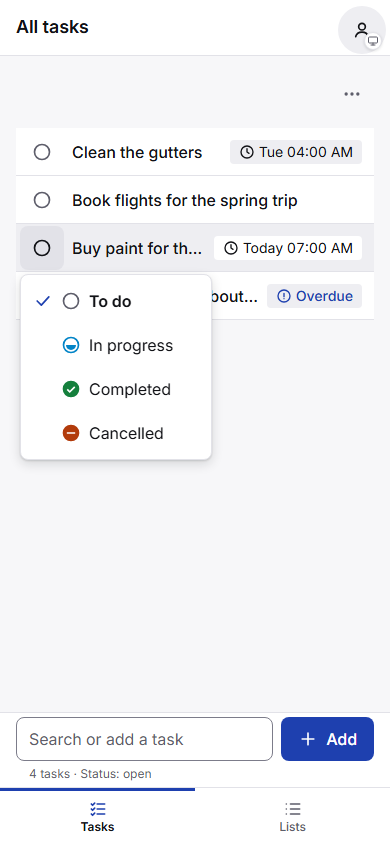 All tasks
Clean the gutters Tue 04:00 AM
Book flights for the spring trip
Buy paint for th... Today 07:00 AM
bout... Overdue
To do
In progress
Completed
Cancelled
Search or add a task
Add
4 tasks · Status: open
Tasks
Lists